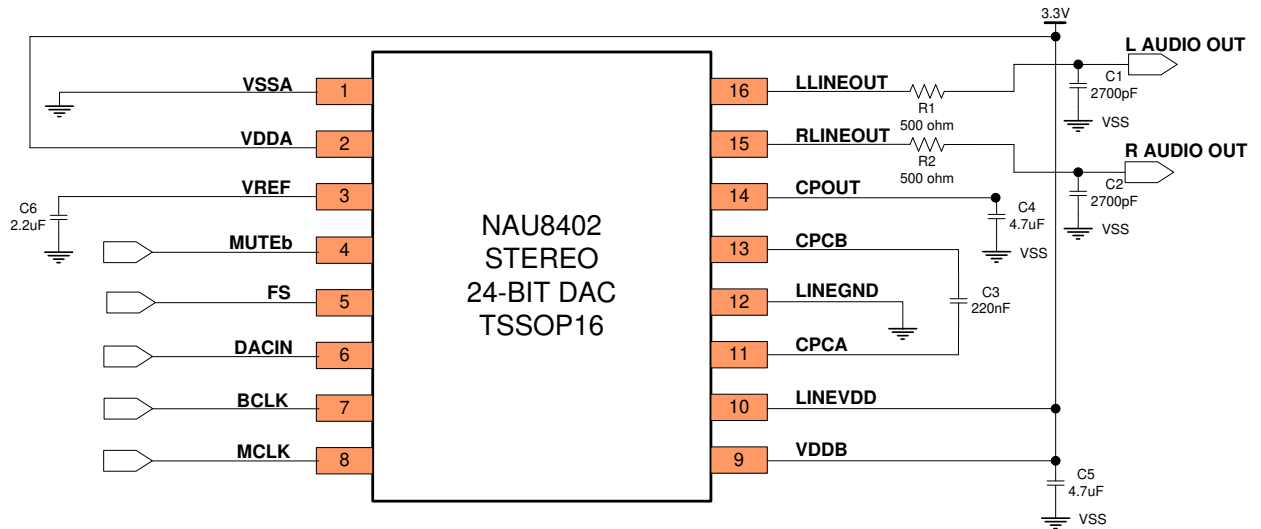 3.3V
L AUDIO OUT
VSSA
1
16
LLINEOUT
R1
500 ohm
C1
2700pF
VSS
VDDA
2
15
RLINEOUT
R2
500 ohm
R AUDIO OUT
C2
2700pF
VSS
VREF
3
14
CPOUT
C6
2.2uF
C4
4.7uF
VSS
MUTEb
4
13
CPCB
NAU8402
STEREO
24-BIT DAC
TSSOP16
FS
5
12
LINEGND
C3
220nF
DACIN
6
11
CPCA
BCLK
7
10
LINEVDD
MCLK
8
9
VDDB
C5
4.7uF
VSS